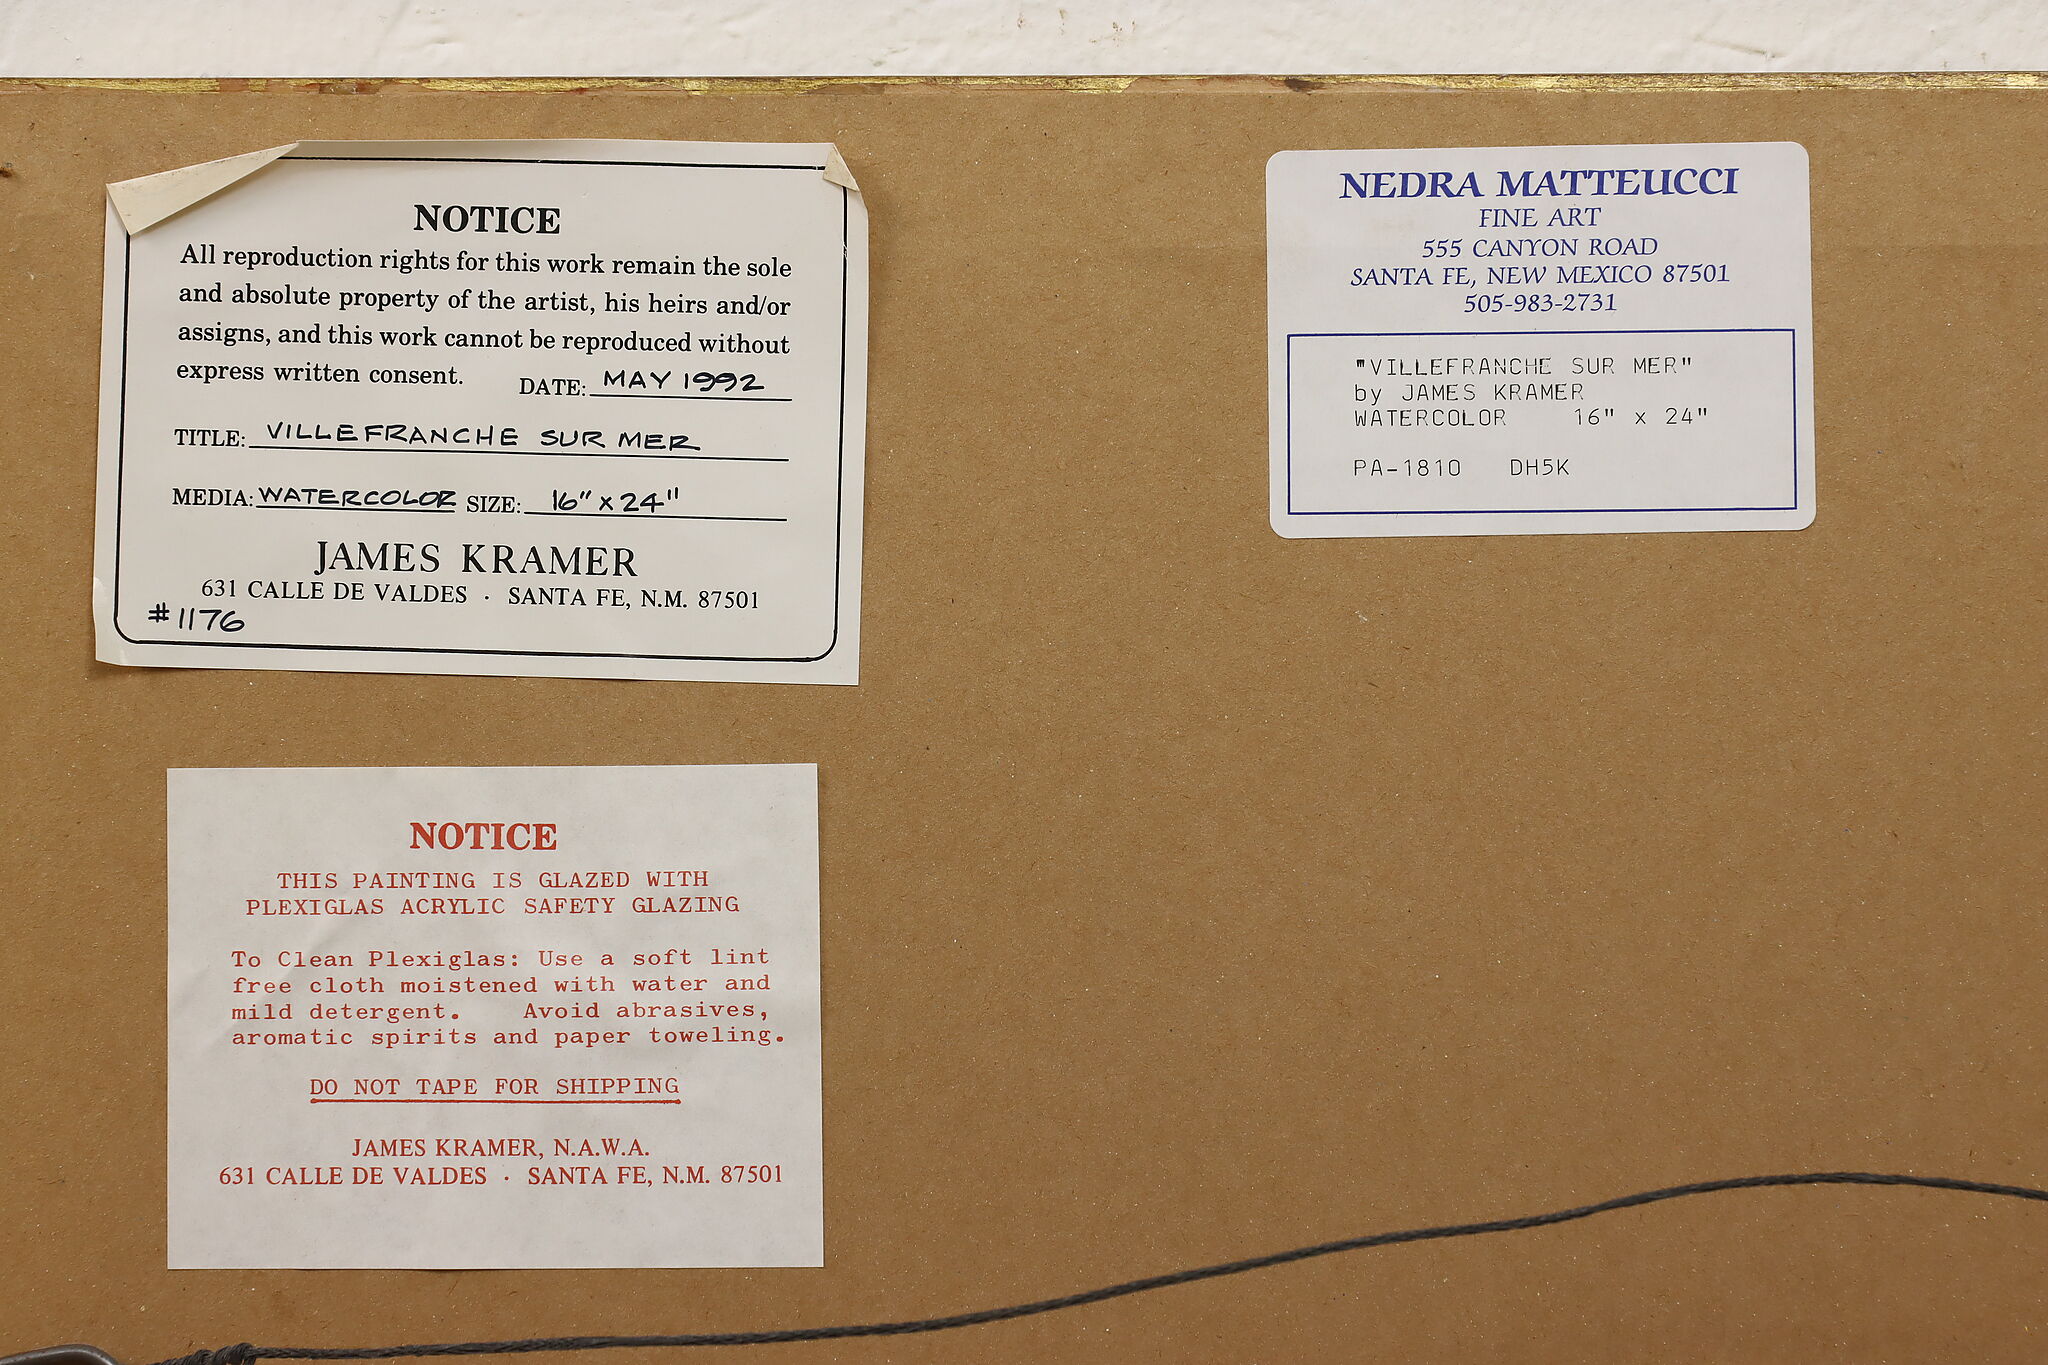 NOTICE
All reproduction rights for this work remain the sole
and absolute property of the artist, his heirs and/or
assigns, and this work cannot be reproduced without
express written consent. DATE: MAY 1992
TITLE: VILLEFRANCHE SUR MER
MEDIA: WATERCOLOR SIZE: 16" x 24"
JAMES KRAMER
631 CALLE DE VALDES · SANTA FE, N.M. 87501
#1176
NEDRA MATTEUCCI
FINE ART
555 CANYON ROAD
SANTA FE, NEW MEXICO 87501
505-983-2731
"VILLEFRANCHE SUR MER"
by JAMES KRAMER
WATERCOLOR 16" x 24"
PA-1810 DH5K
NOTICE
THIS PAINTING IS GLAZED WITH
PLEXIGLAS ACRYLIC SAFETY GLAZING
To Clean Plexiglas: Use a soft lint
free cloth moistened with water and
mild detergent. Avoid abrasives,
aromatic spirits and paper toweling.
DO NOT TAPE FOR SHIPPING
JAMES KRAMER, N.A.W.A.
631 CALLE DE VALDES · SANTA FE, N.M. 87501